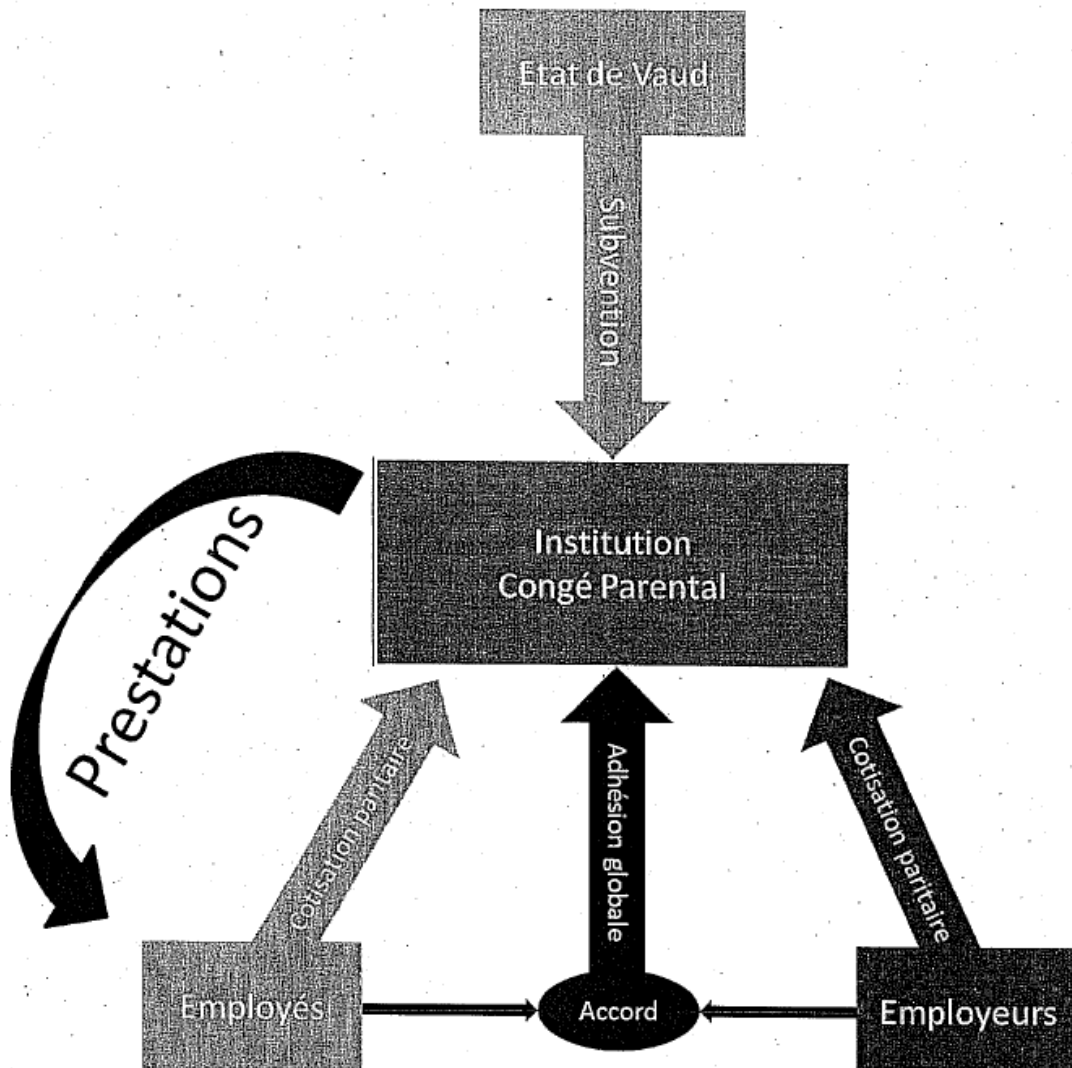 Etat de Vaud
Subvention
Institution
Congé Parental
Prestations
Cotisation paritaire
Adhésion globale
Cotisation paritaire
Employés
Accord
Employeurs